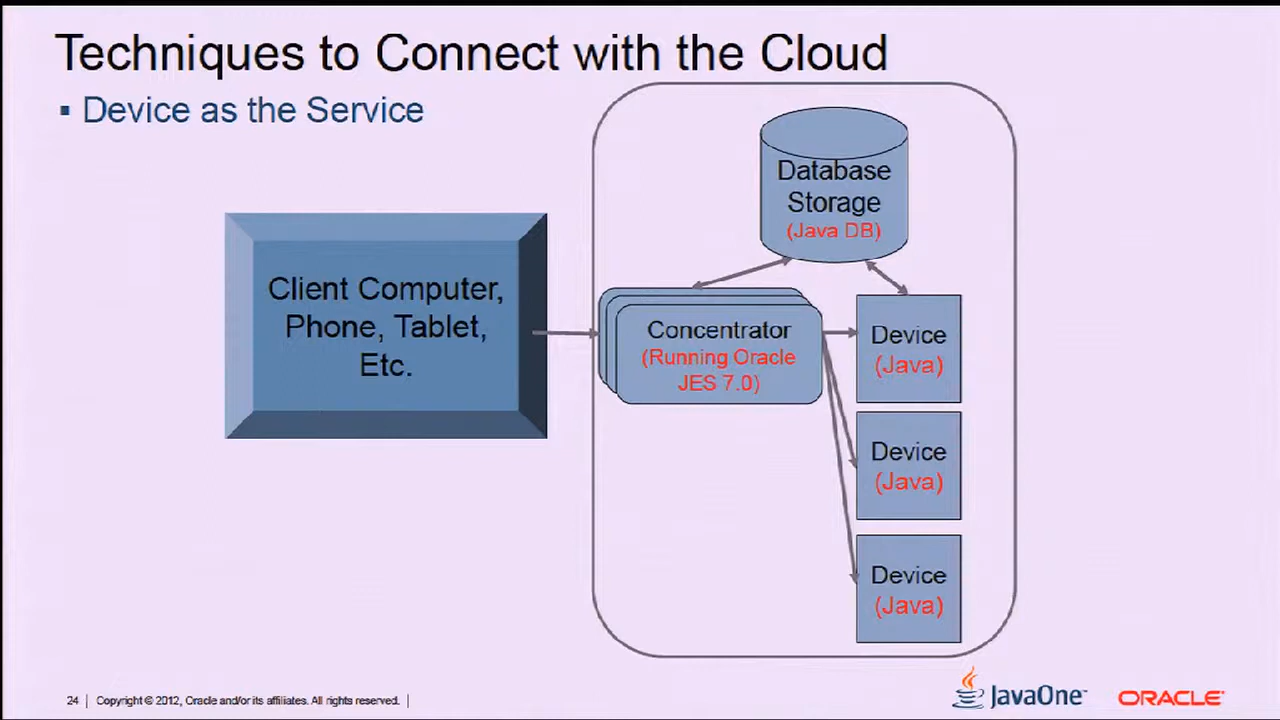 Techniques to Connect with the Cloud
▪ Device as the Service
Database
Storage
(Java DB)
Client Computer,
Phone, Tablet,
Etc.
Concentrator
(Running Oracle
JES 7.0)
Device
(Java)
Device
(Java)
Device
(Java)
24 | Copyright © 2012, Oracle and/or its affiliates. All rights reserved. |
JavaOne™
ORACLE®